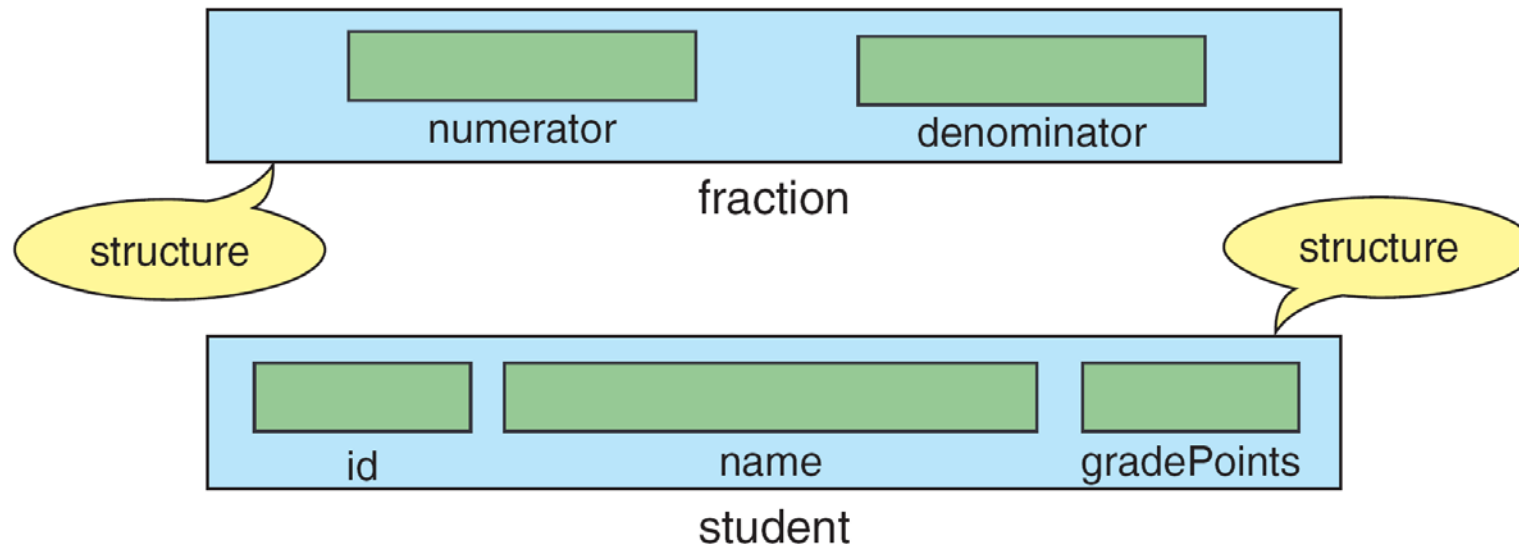 numerator denominator
fraction
structure
structure
id name gradePoints
student